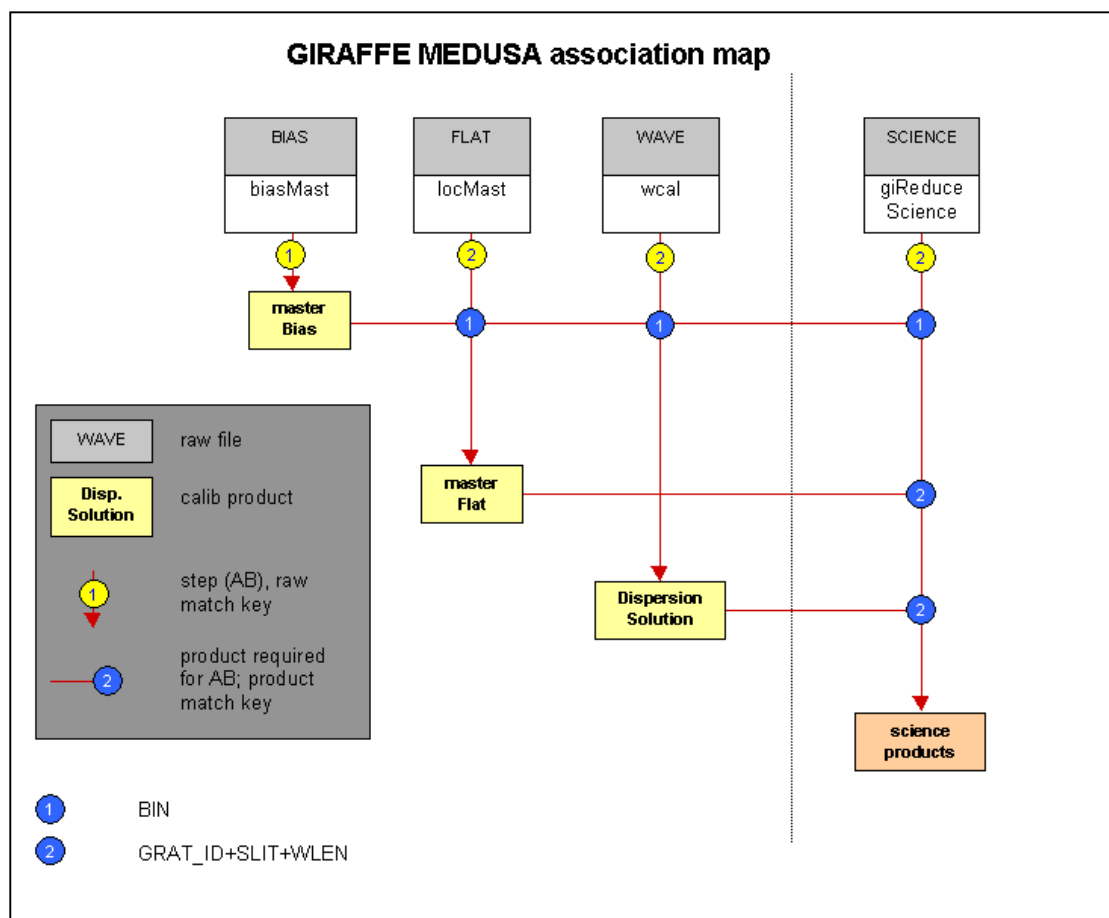 GIRAFFE MEDUSA association map
BIAS
biasMast
FLAT
locMast
WAVE
wcal
SCIENCE
giReduce
Science
1
2
2
2
master
Bias
1
1
1
master
Flat
2
Dispersion
Solution
2
science
products
WAVE
raw file
Disp.
Solution
calib product
1
step (AB), raw
match key
2
product required
for AB; product
match key
1
BIN
2
GRAT_ID+SLIT+WLEN